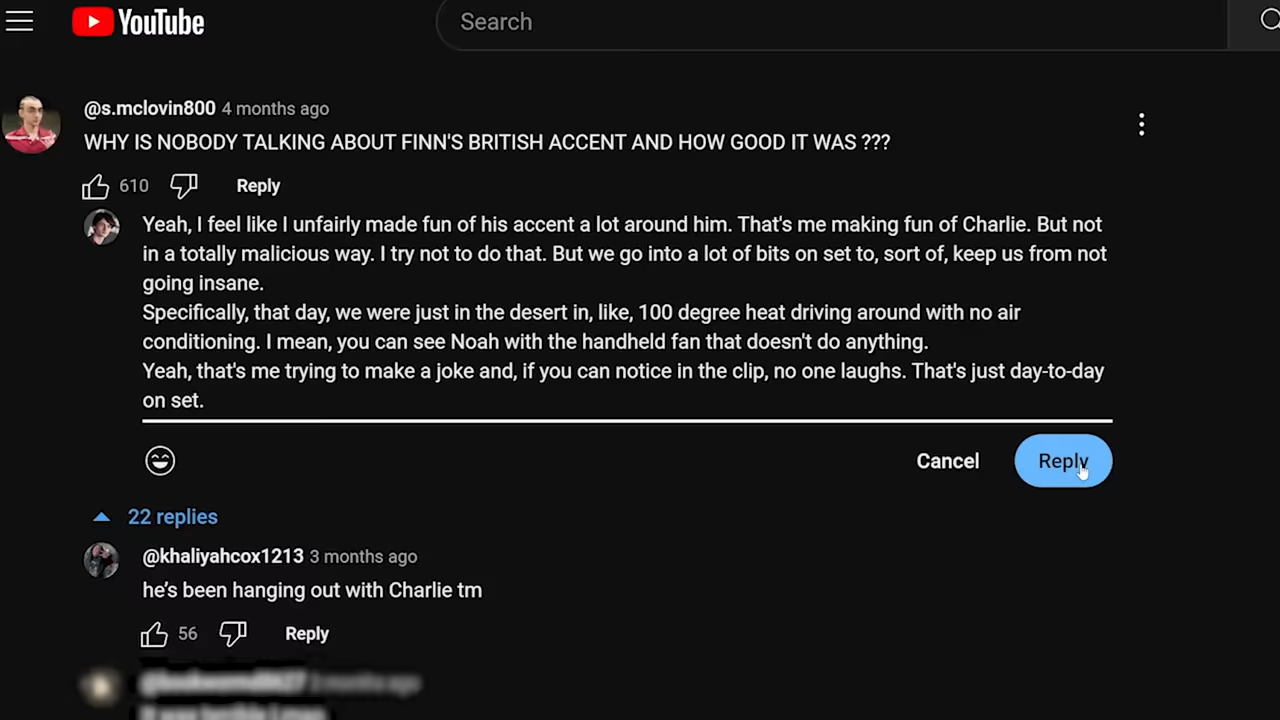 YouTube
Search
@s.mclovin800 4 months ago
WHY IS NOBODY TALKING ABOUT FINN'S BRITISH ACCENT AND HOW GOOD IT WAS ???
610 Reply
Yeah, I feel like I unfairly made fun of his accent a lot around him. That's me making fun of Charlie. But not
in a totally malicious way. I try not to do that. But we go into a lot of bits on set to, sort of, keep us from not
going insane.
Specifically, that day, we were just in the desert in, like, 100 degree heat driving around with no air
conditioning. I mean, you can see Noah with the handheld fan that doesn't do anything.
Yeah, that's me trying to make a joke and, if you can notice in the clip, no one laughs. That's just day-to-day
on set.
Cancel Reply
22 replies
@khaliyahcox1213 3 months ago
he's been hanging out with Charlie tm
56 Reply
months ago